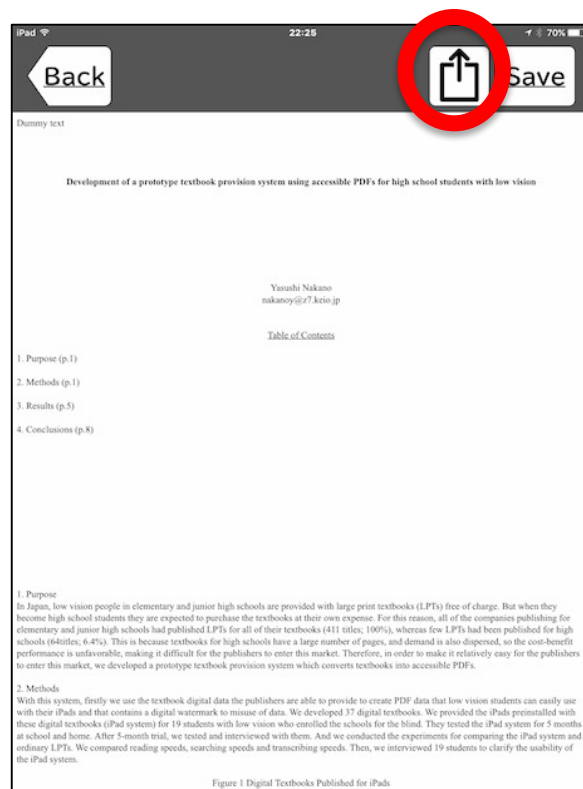 iPad 22:25 70%
Back Save
Dummy text
Development of a prototype textbook provision system using accessible PDFs for high school students with low vision
Yasushi Nakano
nakanoy@z7.keio.jp
Table of Contents
1. Purpose (p.1)
2. Methods (p.1)
3. Results (p.5)
4. Conclusions (p.8)
1. Purpose
In Japan, low vision people in elementary and junior high schools are provided with large print textbooks (LPTs) free of charge. But when they
become high school students they are expected to purchase the textbooks at their own expense. For this reason, all of the companies publishing for
elementary and junior high schools had published LPTs for all of their textbooks (411 titles; 100%), whereas few LPTs had been published for high
schools (64titles; 6.4%). This is because textbooks for high schools have a large number of pages, and demand is also dispersed, so the cost-benefit
performance is unfavorable, making it difficult for the publishers to enter this market. Therefore, in order to make it relatively easy for the publishers
to enter this market, we developed a prototype textbook provision system which converts textbooks into accessible PDFs.
2. Methods
With this system, firstly we use the textbook digital data the publishers are able to provide to create PDF data that low vision students can easily use
with their iPads and that contains a digital watermark to misuse of data. We developed 37 digital textbooks. We provided the iPads preinstalled with
these digital textbooks (iPad system) for 19 students with low vision who enrolled the schools for the blind. They tested the iPad system for 5 months
at school and home. After 5-month trial, we tested and interviewed with them. And we conducted the experiments for comparing the iPad system and
ordinary LPTs. We compared reading speeds, searching speeds and transcribing speeds. Then, we interviewed 19 students to clarify the usability of
the iPad system.
Figure 1 Digital Textbooks Published for iPads